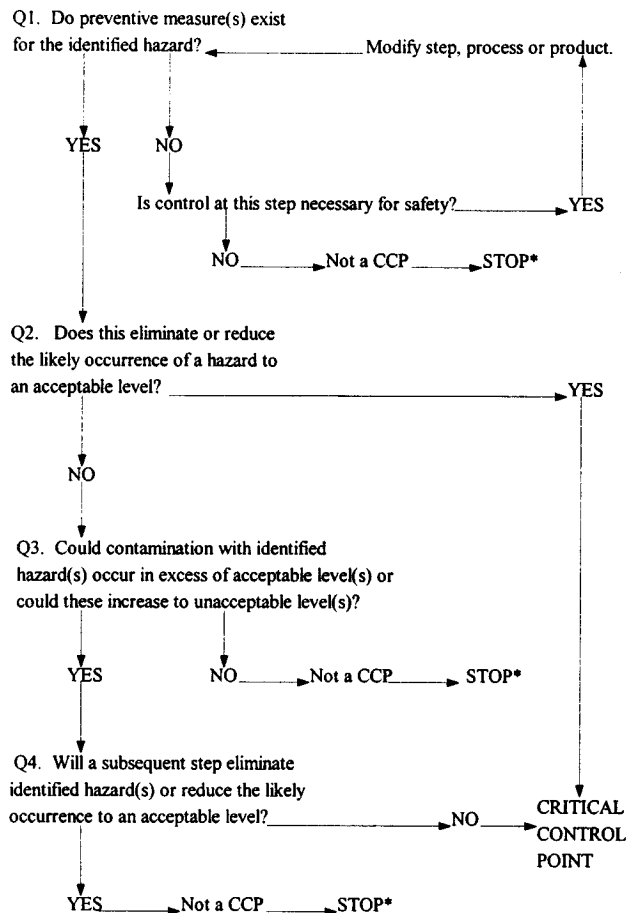 Q1. Do preventive measure(s) exist
for the identified hazard?
Modify step, process or product.
YES
NO
Is control at this step necessary for safety?
YES
NO
Not a CCP
STOP*
Q2. Does this eliminate or reduce
the likely occurrence of a hazard to
an acceptable level?
YES
NO
Q3. Could contamination with identified
hazard(s) occur in excess of acceptable level(s) or
could these increase to unacceptable level(s)?
YES
NO
Not a CCP
STOP*
Q4. Will a subsequent step eliminate
identified hazard(s) or reduce the likely
occurrence to an acceptable level?
NO
CRITICAL
CONTROL
POINT
YES
Not a CCP
STOP*